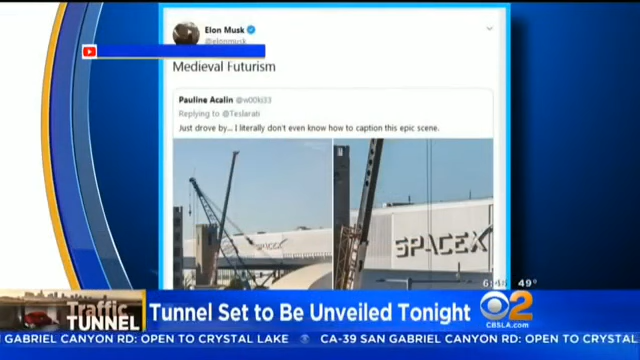 Elon Musk
@elonmusk
Medieval Futurism
Pauline Acalin @w00ki33
Replying to @Teslarati
Just drove by... I literally don't even know how to caption this epic scene.
SPACEX
SPACEX
Traffic
TUNNEL
Tunnel Set to Be Unveiled Tonight
49°
2
CBSLA.com
N GABRIEL CANYON RD: OPEN TO CRYSTAL LAKE CA-39 SAN GABRIEL CANYON RD: OPEN TO CRYSTA